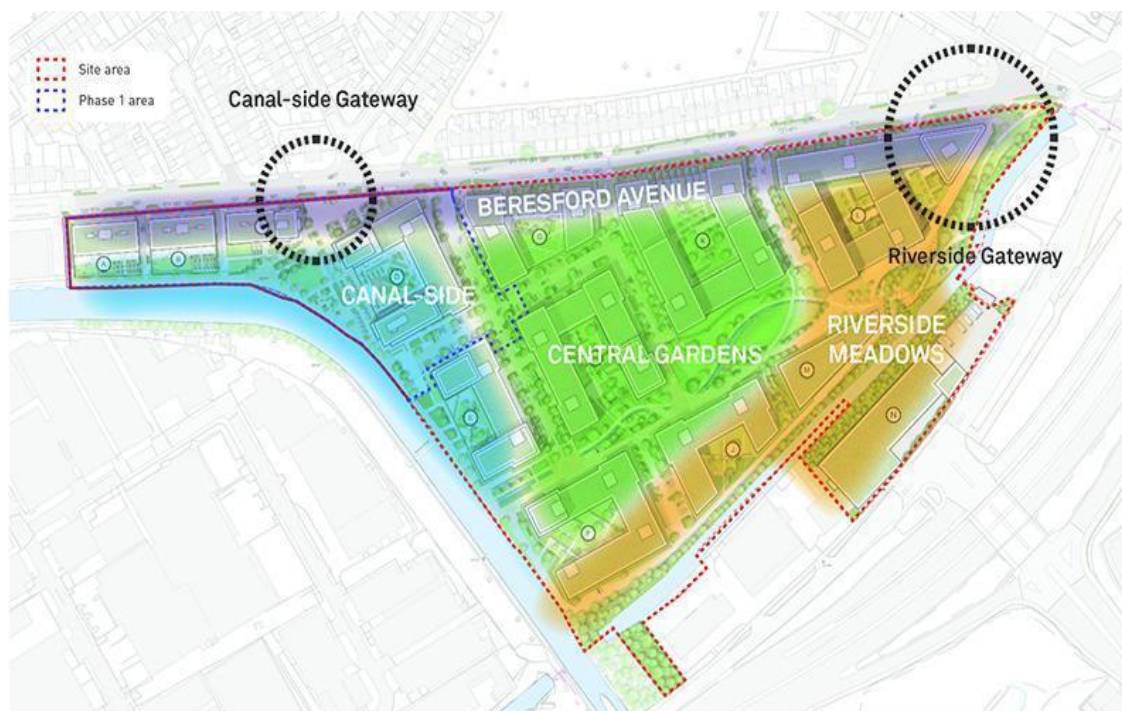 Site area
Phase 1 area
Canal-side Gateway
BERESFORD AVENUE
Riverside Gateway
CANAL-SIDE
CENTRAL GARDENS
RIVERSIDE
MEADOWS
A
B
D
E
F
J
K
L
M
N